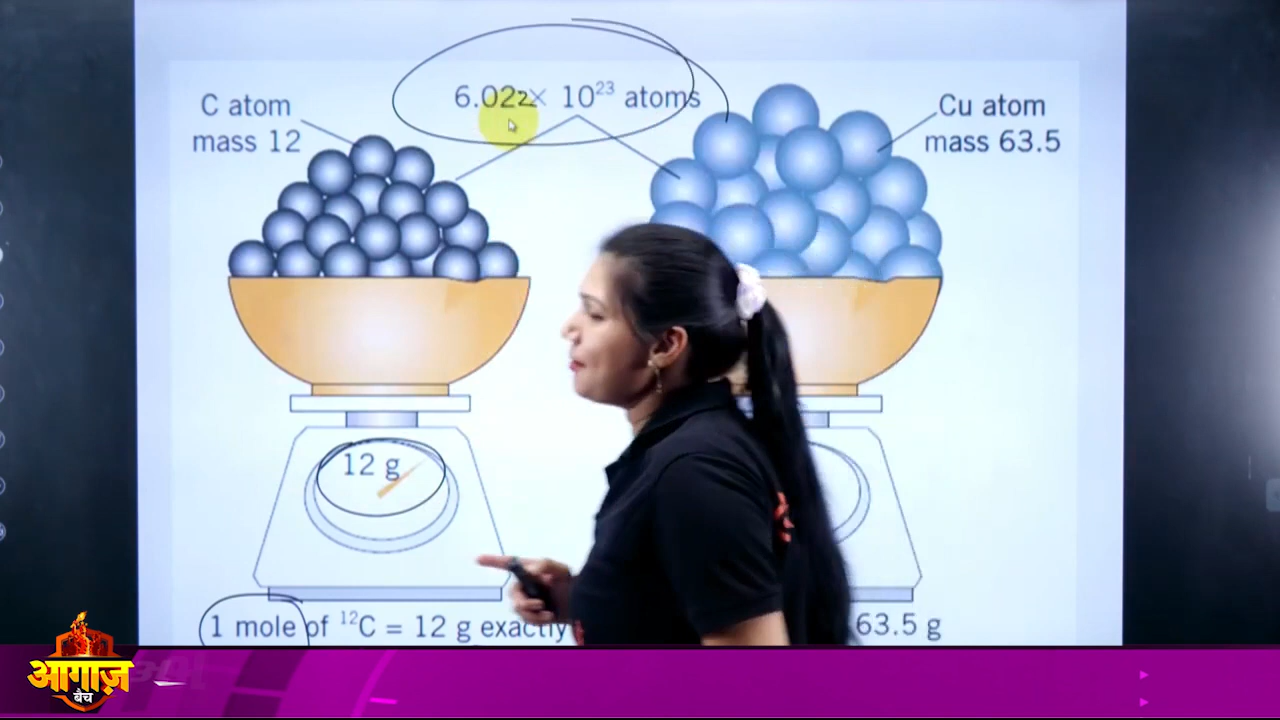 6.022× 10²³ atoms
C atom
mass 12
Cu atom
mass 63.5
12 g
1 mole of ¹²C = 12 g exactly
63.5 g
आगाज़
बैच